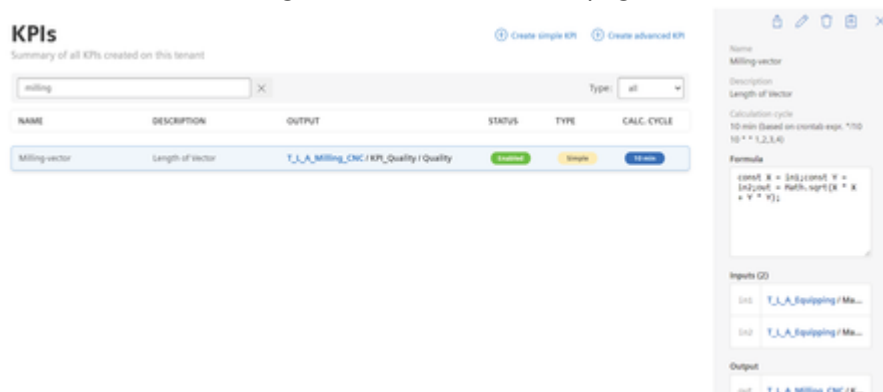 KPIs
Create simple KPI
Create advanced KPI
Summary of all KPIs created on this tenant
milling
Type: all
NAME DESCRIPTION OUTPUT STATUS TYPE CALC. CYCLE
Milling-vector Length of Vector T_L_A_Milling_CNC / KPI_Quality / Quality Enabled Simple 10 min
Name
Milling-vector
Description
Length of Vector
Calculation cycle
10 min (based on crontab expr. */10
10 * * 1,2,3,4)
Formula
const X = in1;const Y =
in2;out = Math.sqrt(X * X
+ Y * Y);
Inputs (2)
in1 T_L_A_Equipping / Ma...
in2 T_L_A_Equipping / Ma...
Output
out T_L_A_Milling_CNC / K...